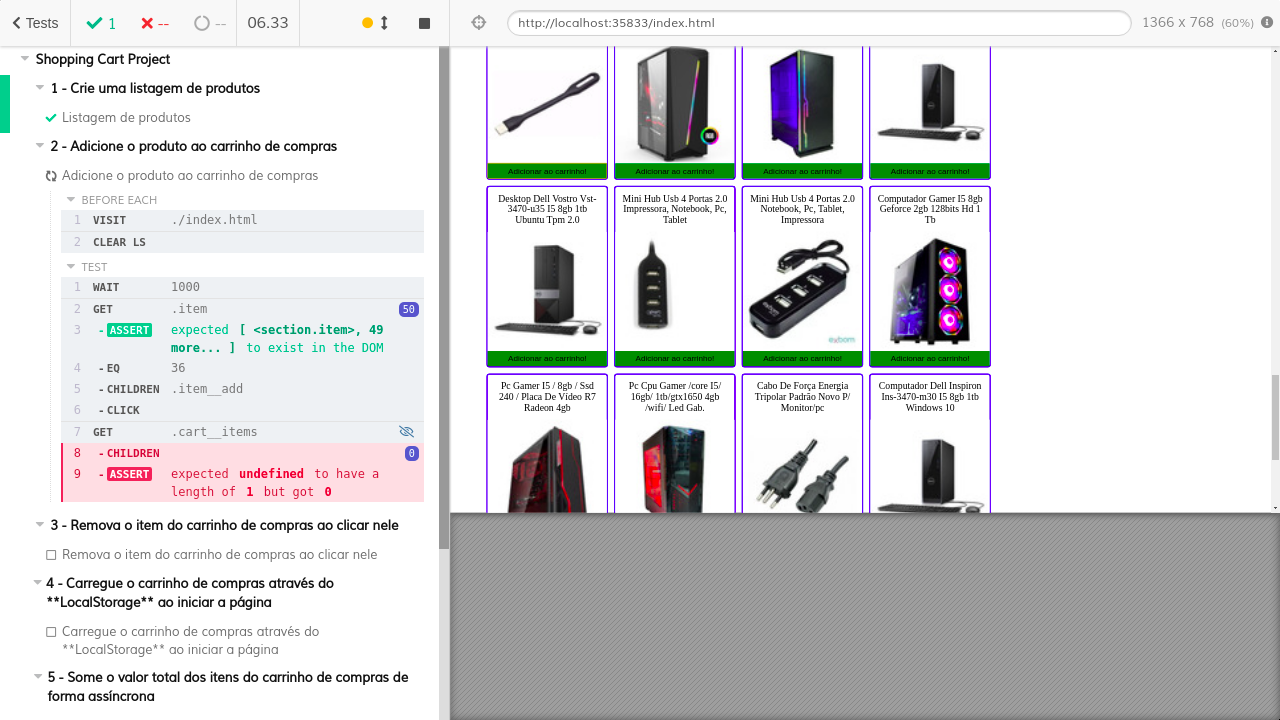 Tests
1
--
--
06.33
http://localhost:35833/index.html
1366 x 768 (60%)
Shopping Cart Project
1 - Crie uma listagem de produtos
Listagem de produtos
2 - Adicione o produto ao carrinho de compras
Adicione o produto ao carrinho de compras
BEFORE EACH
1 VISIT ./index.html
2 CLEAR LS
TEST
1 WAIT 1000
2 GET .item 50
3 -ASSERT expected [ <section.item>, 49
more... ] to exist in the DOM
4 -EQ 36
5 -CHILDREN .item__add
6 -CLICK
7 GET .cart__items
8 -CHILDREN 0
9 -ASSERT expected undefined to have a
length of 1 but got 0
3 - Remova o item do carrinho de compras ao clicar nele
Remova o item do carrinho de compras ao clicar nele
4 - Carregue o carrinho de compras através do
**LocalStorage** ao iniciar a página
Carregue o carrinho de compras através do
**LocalStorage** ao iniciar a página
5 - Some o valor total dos itens do carrinho de compras de
forma assíncrona
Adicionar ao carrinho!
Adicionar ao carrinho!
Adicionar ao carrinho!
Adicionar ao carrinho!
Desktop Dell Vostro Vst-
3470-u35 I5 8gb 1tb
Ubuntu Tpm 2.0
Mini Hub Usb 4 Portas 2.0
Impressora, Notebook, Pc,
Tablet
Mini Hub Usb 4 Portas 2.0
Notebook, Pc, Tablet,
Impressora
Computador Gamer I5 8gb
Geforce 2gb 128bits Hd 1
Tb
exbom
Adicionar ao carrinho!
Adicionar ao carrinho!
Adicionar ao carrinho!
Adicionar ao carrinho!
Pc Gamer I5 / 8gb / Ssd
240 / Placa De Vídeo R7
Radeon 4gb
Pc Cpu Gamer /core I5/
16gb/ 1tb/gtx1650 4gb
/wifi/ Led Gab.
Cabo De Força Energia
Tripolar Padrão Novo P/
Monitor/pc
Computador Dell Inspiron
Ins-3470-m30 I5 8gb 1tb
Windows 10